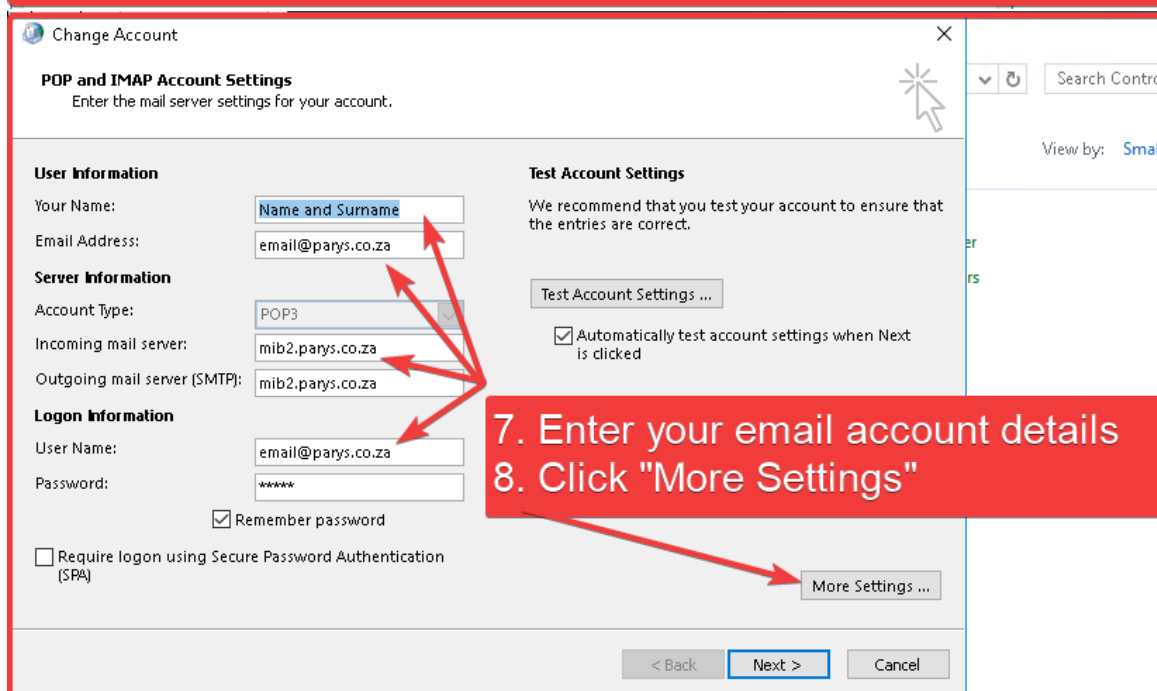 Change Account
POP and IMAP Account Settings
Enter the mail server settings for your account.
Search Contro
View by: Smal
User Information
Your Name: Name and Surname
Email Address: email@parys.co.za
Server Information
Account Type: POP3
Incoming mail server: mib2.parys.co.za
Outgoing mail server (SMTP): mib2.parys.co.za
Logon Information
User Name: email@parys.co.za
Password: *****
Remember password
Require logon using Secure Password Authentication
(SPA)
Test Account Settings
We recommend that you test your account to ensure that
the entries are correct.
Test Account Settings ...
Automatically test account settings when Next
is clicked
er
rs
7. Enter your email account details
8. Click "More Settings"
More Settings ...
< Back
Next >
Cancel